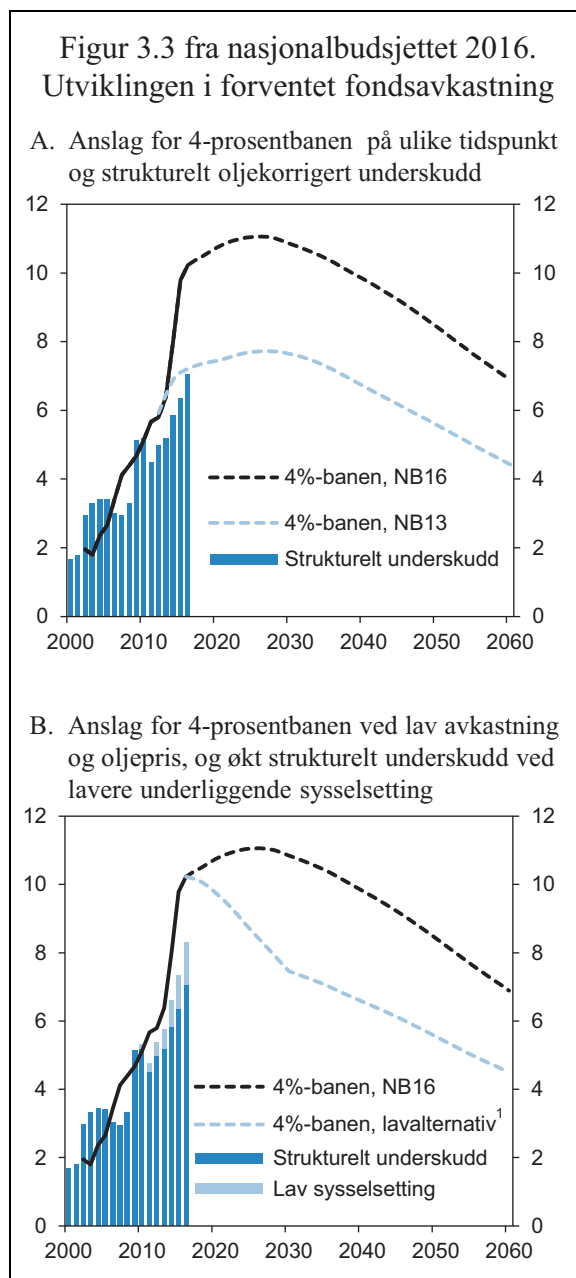 Figur 3.3 fra nasjonalbudsjettet 2016.
Utviklingen i forventet fondsavkastning
A. Anslag for 4-prosentbanen på ulike tidspunkt
og strukturelt oljekorrigert underskudd
12 12
10 10
8 8
6 6
4 4
2 2
0 0
4%-banen, NB16
4%-banen, NB13
Strukturelt underskudd
2000 2010 2020 2030 2040 2050 2060
B. Anslag for 4-prosentbanen ved lav avkastning
og oljepris, og økt strukturelt underskudd ved
lavere underliggende sysselsetting
12 12
10 10
8 8
6 6
4 4
2 2
0 0
4%-banen, NB16
4%-banen, lavalternativ¹
Strukturelt underskudd
Lav sysselsetting
2000 2010 2020 2030 2040 2050 2060